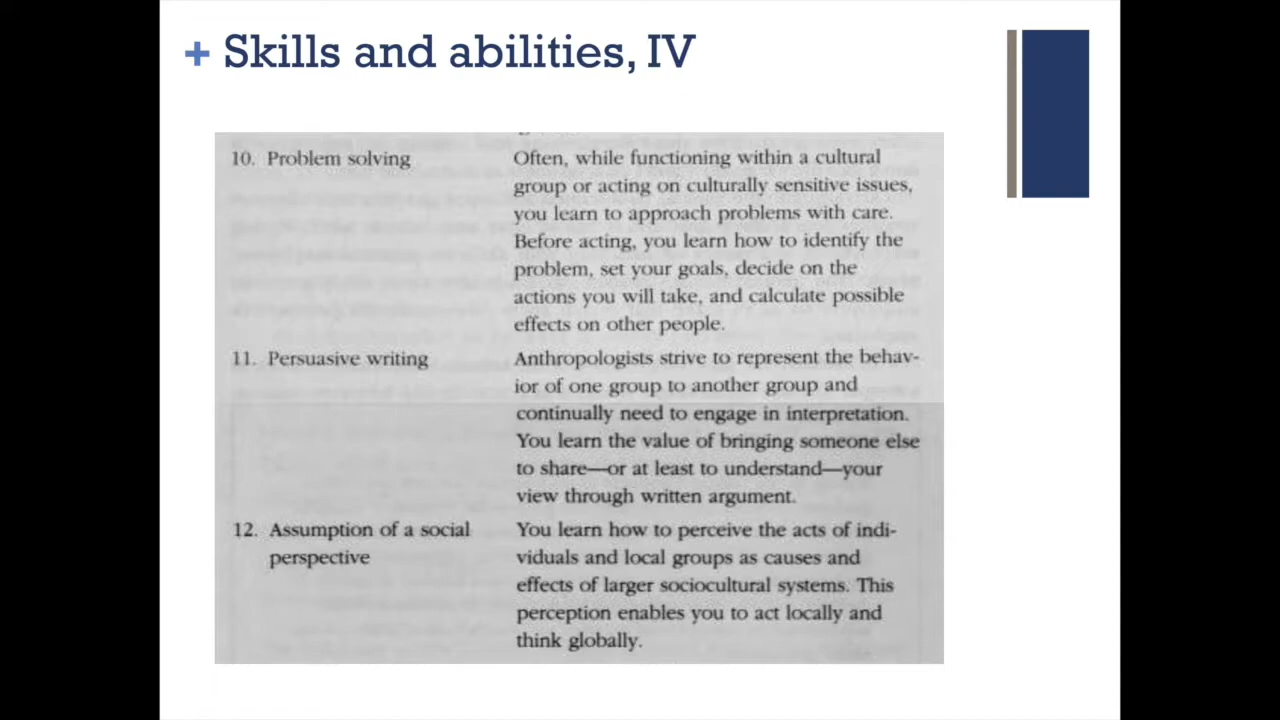 + Skills and abilities, IV
10. Problem solving
Often, while functioning within a cultural
group or acting on culturally sensitive issues,
you learn to approach problems with care.
Before acting, you learn how to identify the
problem, set your goals, decide on the
actions you will take, and calculate possible
effects on other people.
11. Persuasive writing
Anthropologists strive to represent the behav-
ior of one group to another group and
continually need to engage in interpretation.
You learn the value of bringing someone else
to share—or at least to understand—your
view through written argument.
12. Assumption of a social
perspective
You learn how to perceive the acts of indi-
viduals and local groups as causes and
effects of larger sociocultural systems. This
perception enables you to act locally and
think globally.